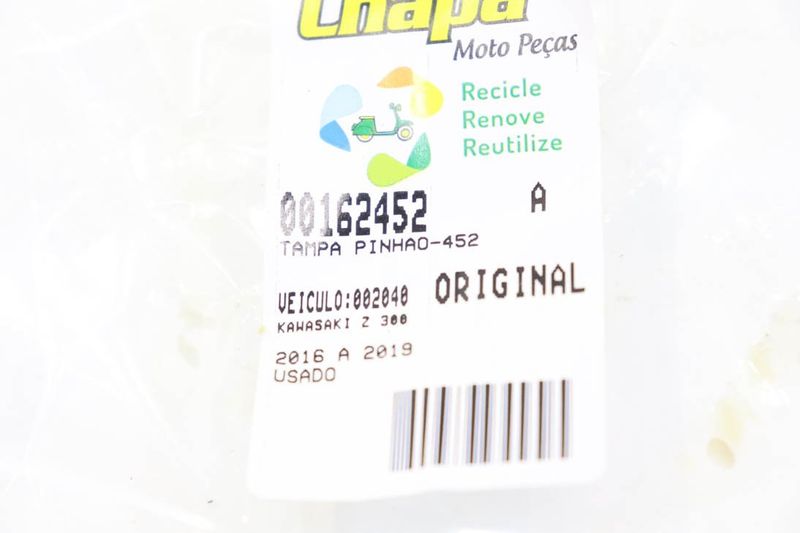 Chapa
Moto Peças
Recicle
Renove
Reutilize
00162452 A
TAMPA PINHAO-452
VEICULO:002040 ORIGINAL
KAWASAKI Z 300
2016 A 2019
USADO